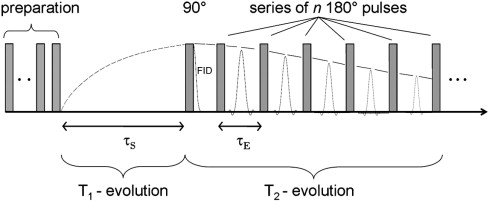 preparation 90° series of n 180° pulses
FID
τS τE
T1 - evolution T2 - evolution